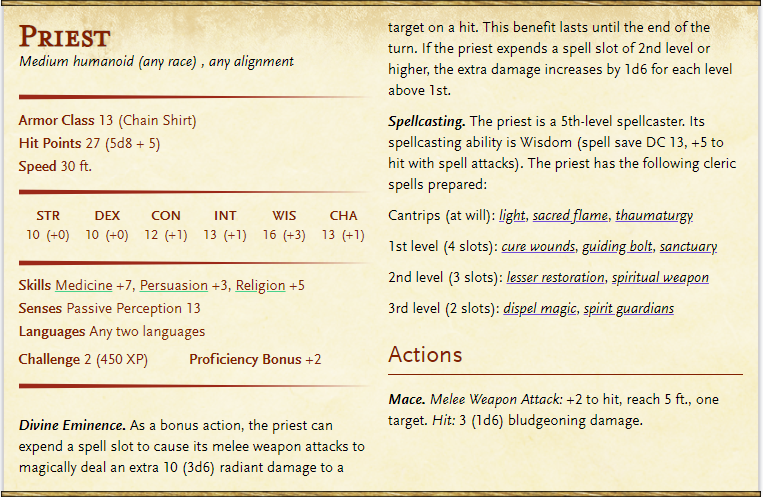 Priest
Medium humanoid (any race) , any alignment
Armor Class 13 (Chain Shirt)
Hit Points 27 (5d8 + 5)
Speed 30 ft.
STR DEX CON INT WIS CHA
10 (+0) 10 (+0) 12 (+1) 13 (+1) 16 (+3) 13 (+1)
Skills Medicine +7, Persuasion +3, Religion +5
Senses Passive Perception 13
Languages Any two languages
Challenge 2 (450 XP) Proficiency Bonus +2
Divine Eminence. As a bonus action, the priest can
expend a spell slot to cause its melee weapon attacks to
magically deal an extra 10 (3d6) radiant damage to a
target on a hit. This benefit lasts until the end of the
turn. If the priest expends a spell slot of 2nd level or
higher, the extra damage increases by 1d6 for each level
above 1st.
Spellcasting. The priest is a 5th-level spellcaster. Its
spellcasting ability is Wisdom (spell save DC 13, +5 to
hit with spell attacks). The priest has the following cleric
spells prepared:
Cantrips (at will): light, sacred flame, thaumaturgy
1st level (4 slots): cure wounds, guiding bolt, sanctuary
2nd level (3 slots): lesser restoration, spiritual weapon
3rd level (2 slots): dispel magic, spirit guardians
Actions
Mace. Melee Weapon Attack: +2 to hit, reach 5 ft., one
target. Hit: 3 (1d6) bludgeoning damage.